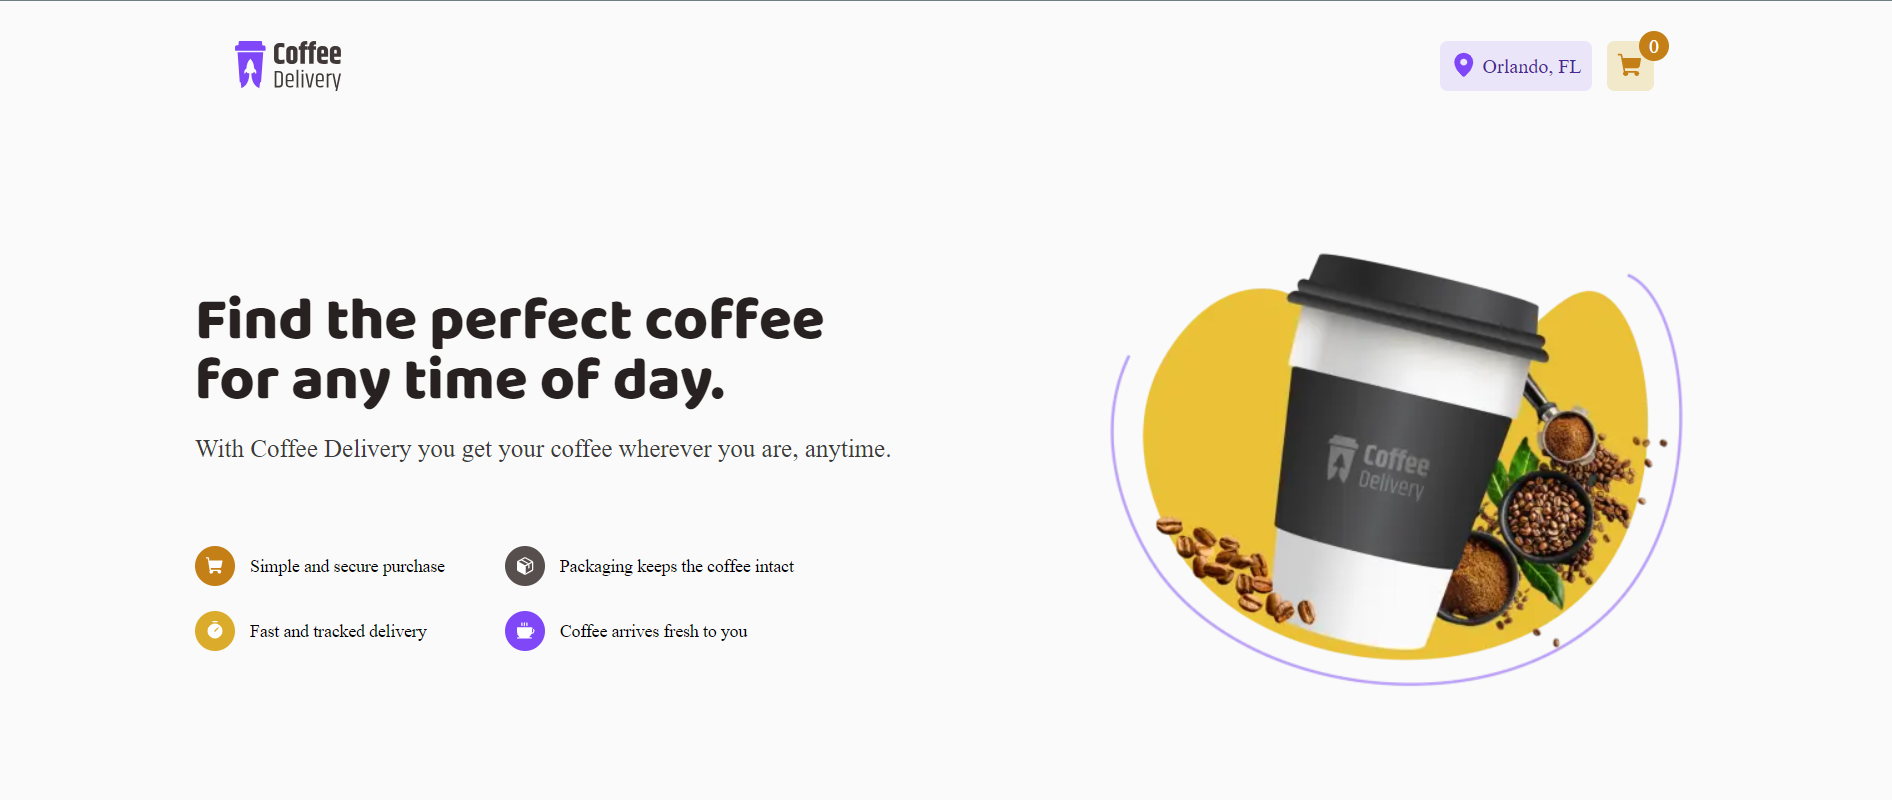 Coffee
Delivery
Orlando, FL
0
Find the perfect coffee
for any time of day.
With Coffee Delivery you get your coffee wherever you are, anytime.
Simple and secure purchase
Packaging keeps the coffee intact
Fast and tracked delivery
Coffee arrives fresh to you
Coffee
Delivery